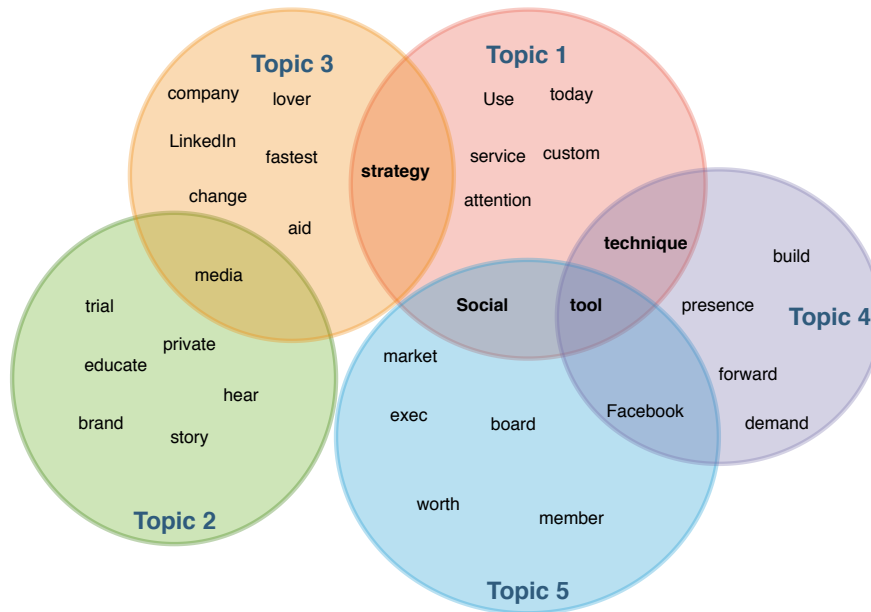 Topic 3
company
lover
LinkedIn
fastest
change
aid
strategy
Topic 1
Use
today
service
custom
attention
technique
build
presence
Topic 4
forward
demand
Facebook
media
trial
private
educate
hear
brand
story
Topic 2
Social
tool
market
exec
board
worth
member
Topic 5